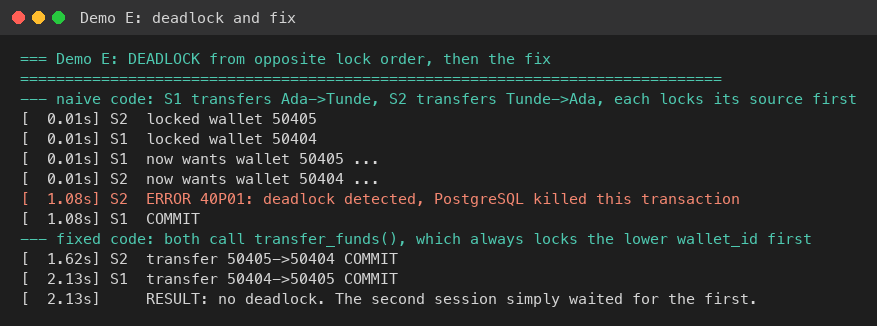 Demo E: deadlock and fix
=== Demo E: DEADLOCK from opposite lock order, then the fix
==============================================================================
--- naive code: S1 transfers Ada->Tunde, S2 transfers Tunde->Ada, each locks its source first
[  0.01s] S2  locked wallet 50405
[  0.01s] S1  locked wallet 50404
[  0.01s] S1  now wants wallet 50405 ...
[  0.01s] S2  now wants wallet 50404 ...
[  1.08s] S2  ERROR 40P01: deadlock detected, PostgreSQL killed this transaction
[  1.08s] S1  COMMIT
--- fixed code: both call transfer_funds(), which always locks the lower wallet_id first
[  1.62s] S2  transfer 50405->50404 COMMIT
[  2.13s] S1  transfer 50404->50405 COMMIT
[  2.13s]     RESULT: no deadlock. The second session simply waited for the first.